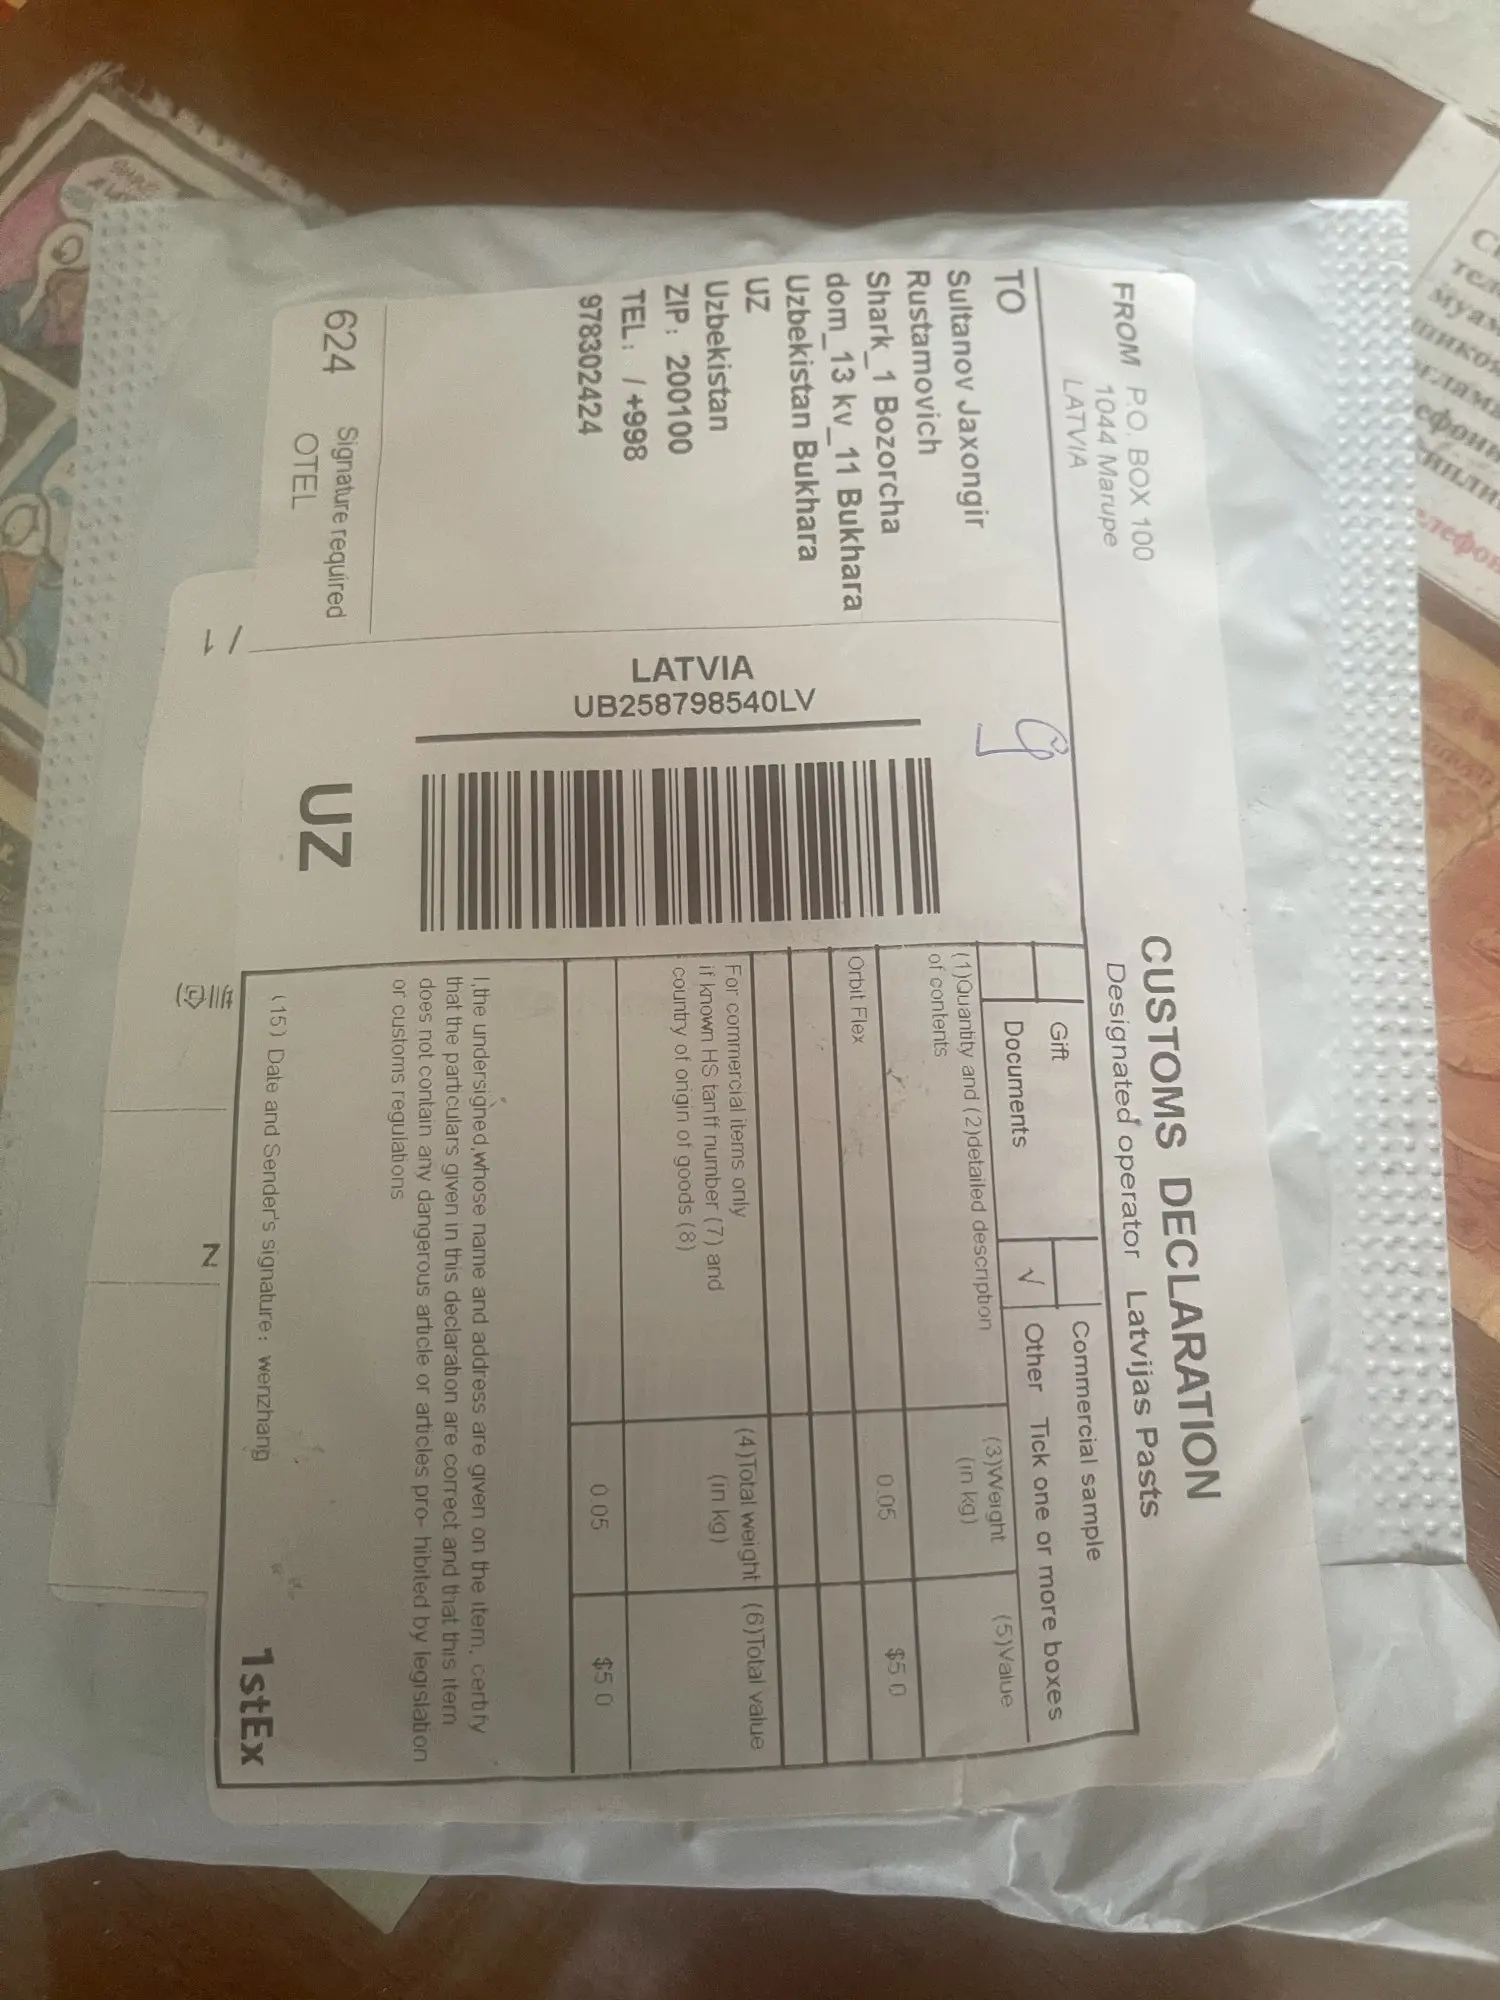 CUSTOMS DECLARATION
Designated operator Latvijas Pasts
FROM P.O. BOX 100
1044 Marupe
LATVIA
TO
Sultanov Jaxongir
Rustamovich
Shark_1 Bozorcha
dom_13 kv_11 Bukhara
Uzbekistan Bukhara
UZ
Uzbekistan
ZIP: 200100
TEL: / +998
978302424
624 Signature required
OTEL
LATVIA
UB258798540LV
UZ
Gift
Commercial sample
Documents
√ Other Tick one or more boxes
(1)Quantity and (2)detailed description
of contents
(3)Weight
(in kg)
(5)Value
Orbit Flex 0.05 $5.0
For commercial items only
if known HS tariff number (7) and
country of origin of goods (8)
(4)Total weight
(in kg)
(6)Total value
0.05 $5.0
I,the undersigned,whose name and address are given on the item, certify
that the particulars given in this declaration are correct and that this item
does not contain any dangerous article or articles pro- hibited by legislation
or customs regulations
(15) Date and Sender's signature: wenzhang
1stEx
N